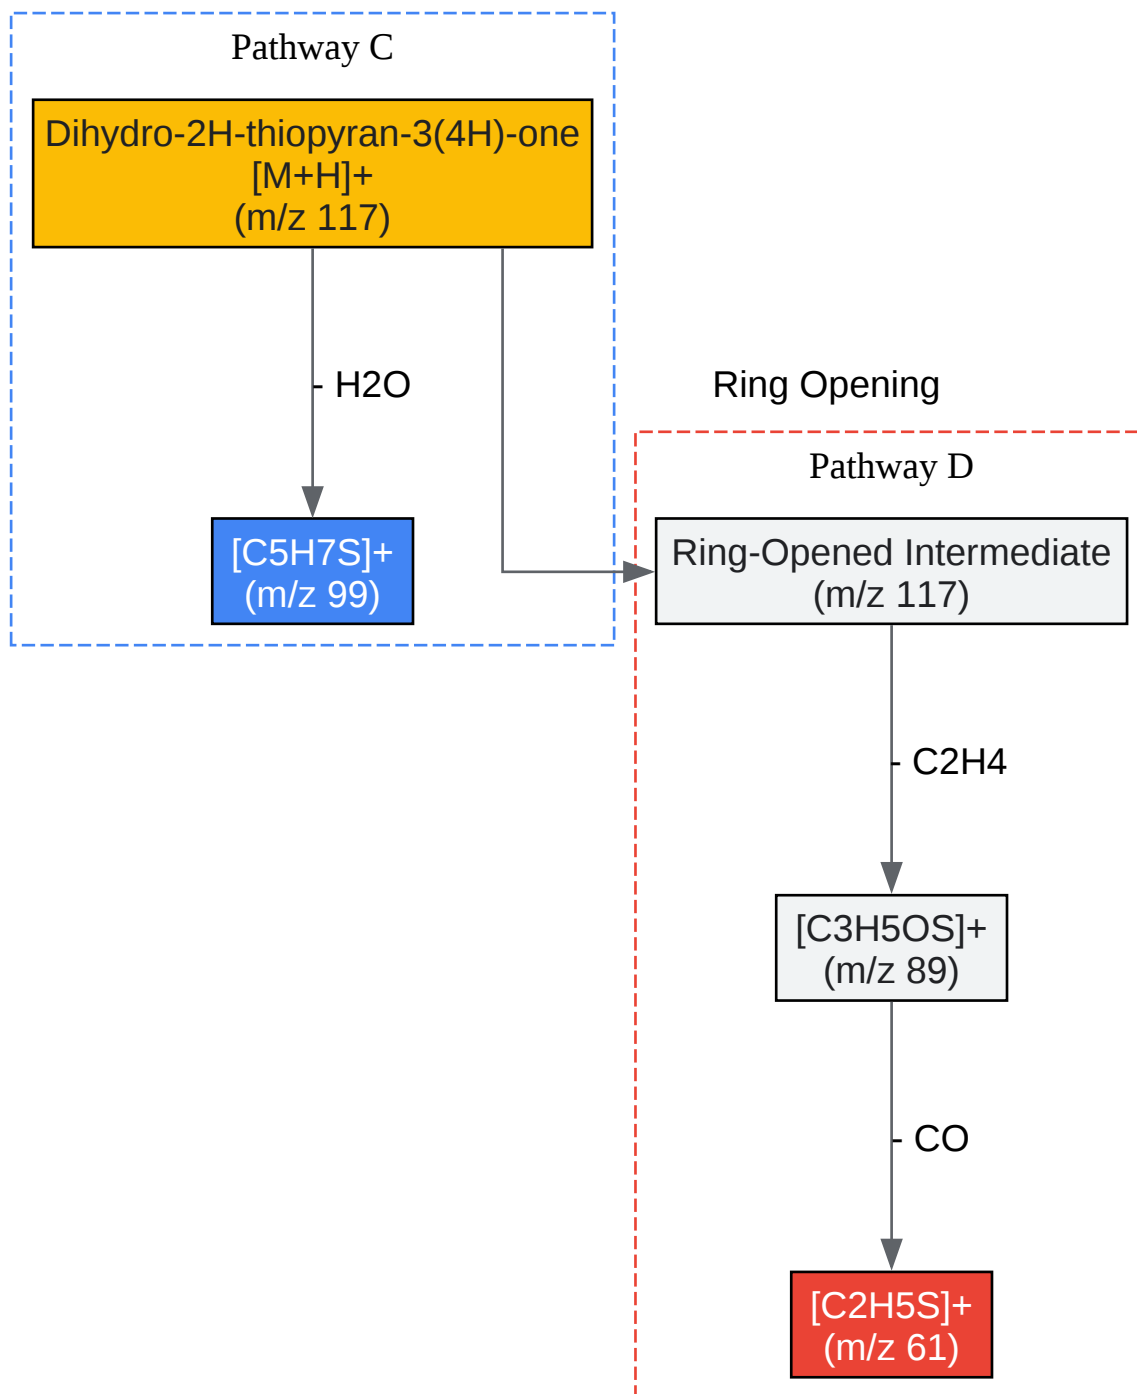 Pathway C
Dihydro-2H-thiopyran-3(4H)-one
[M+H]+
(m/z 117)
- H2O
Ring Opening
[C5H7S]+
(m/z 99)
Pathway D
Ring-Opened Intermediate
(m/z 117)
- C2H4
[C3H5OS]+
(m/z 89)
- CO
[C2H5S]+
(m/z 61)